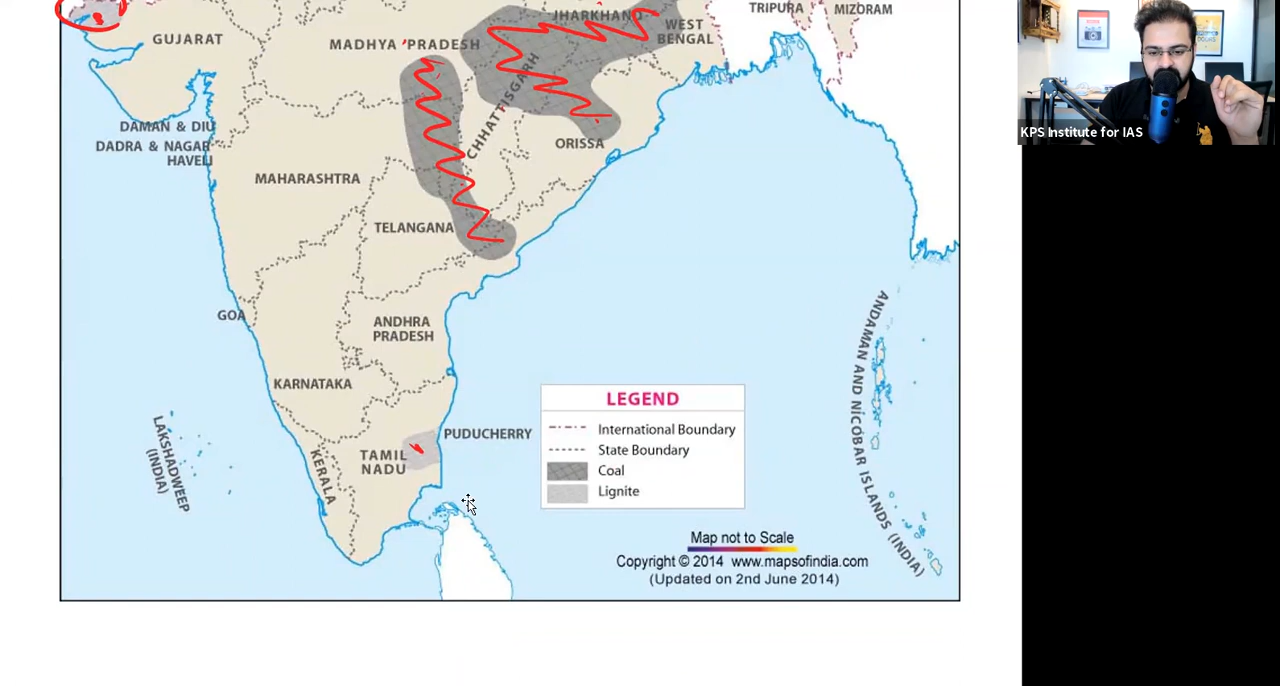 JHARKHAND
TRIPURA
MIZORAM
WEST
BENGAL
GUJARAT
MADHYA PRADESH
CHHATTISGARH
DAMAN & DIU
DADRA & NAGAR
HAVELI
ORISSA
MAHARASHTRA
TELANGANA
GOA
ANDHRA
PRADESH
KARNATAKA
ANDAMAN AND NICOBAR ISLANDS (INDIA)
LAKSHADWEEP
(INDIA)
KERALA
TAMIL
NADU
PUDUCHERRY
LEGEND
International Boundary
State Boundary
Coal
Lignite
Map not to Scale
Copyright © 2014 www.mapsofindia.com
(Updated on 2nd June 2014)
KPS Institute for IAS